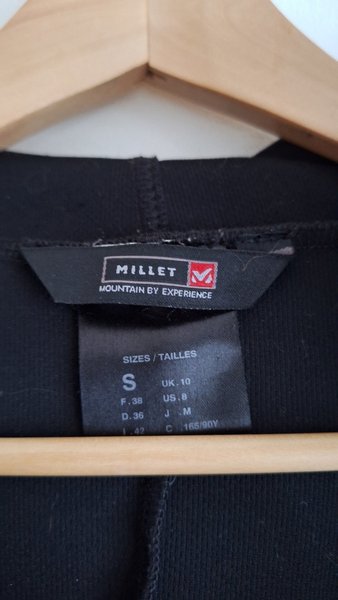 MILLET
MOUNTAIN BY EXPERIENCE
SIZES / TAILLES
S UK. 10
F. 38 US. 8
D. 36 J . M
I . 42 C 165/90Y